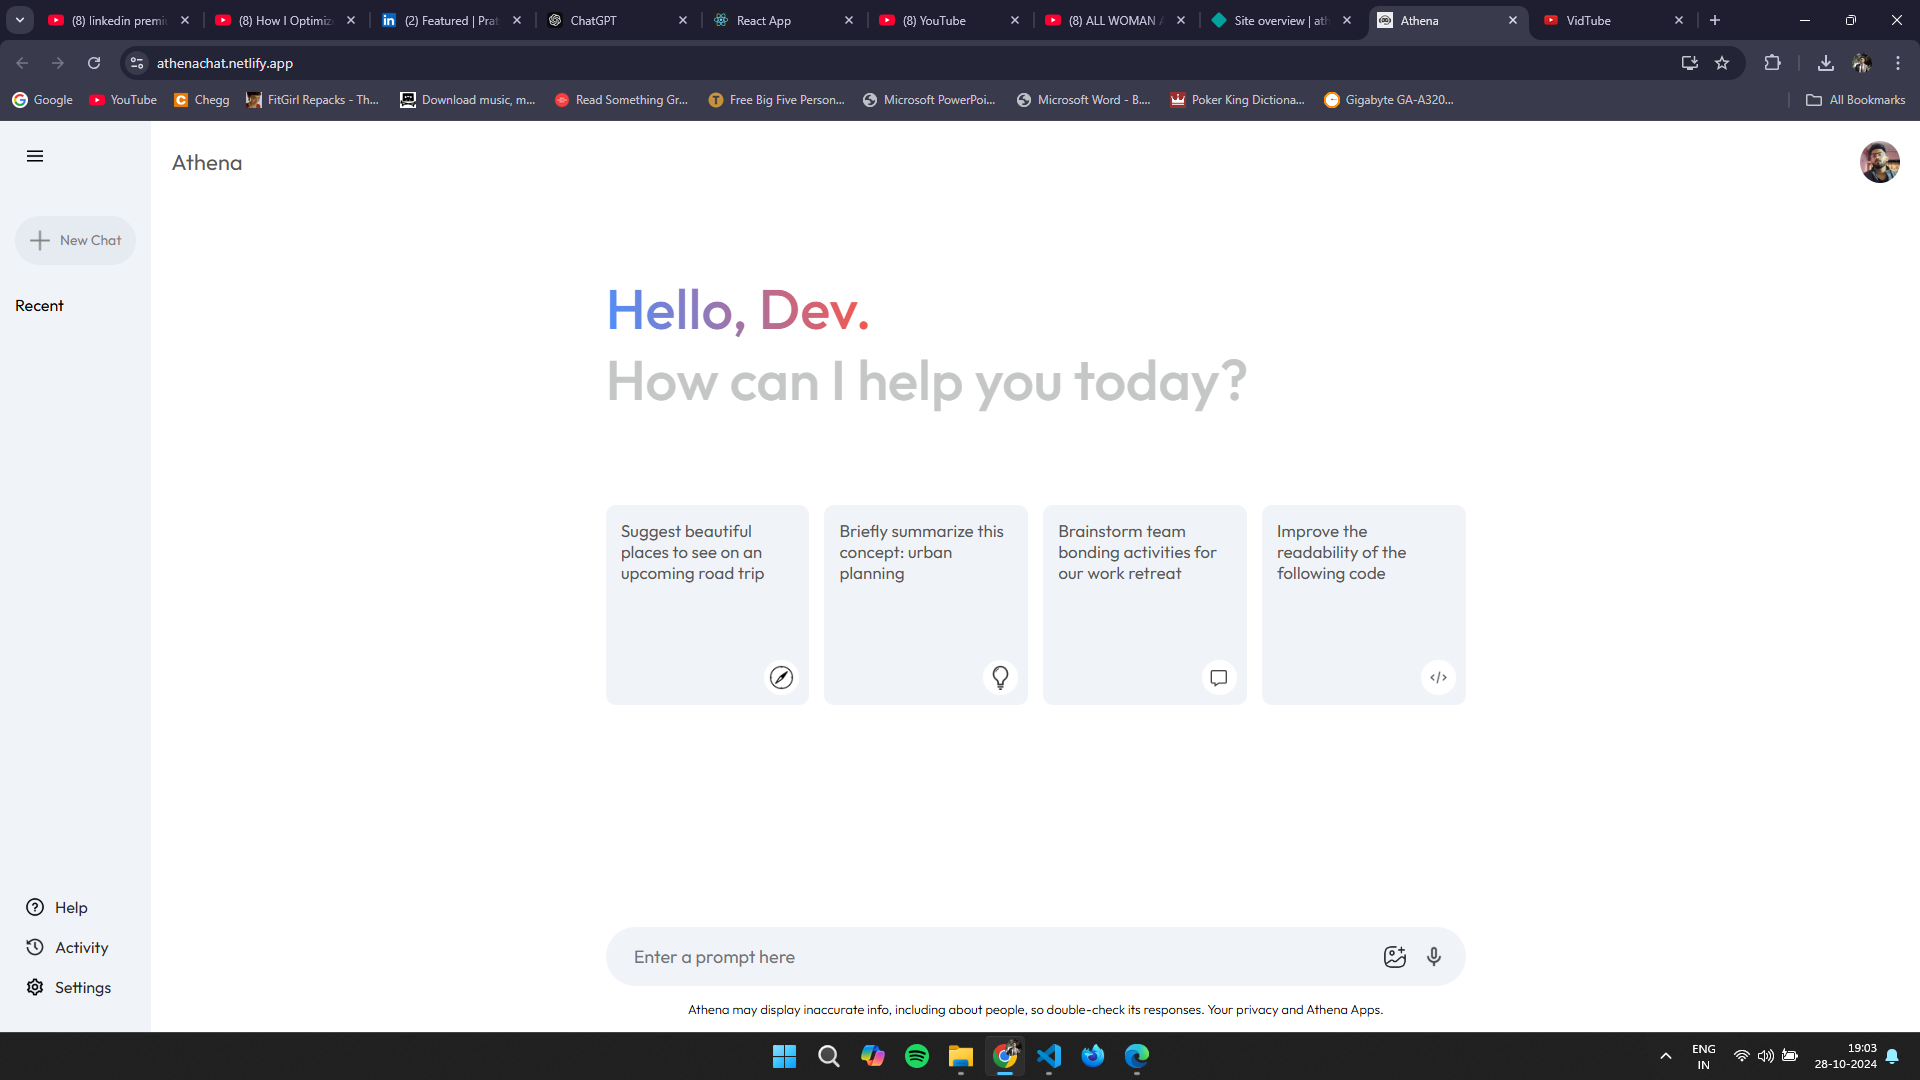 (8) linkedin premi
(8) How I Optimiz
(2) Featured | Prat
ChatGPT
React App
(8) YouTube
(8) ALL WOMAN A
Site overview | ath
Athena
VidTube
athenachat.netlify.app
Google
YouTube
Chegg
FitGirl Repacks - Th...
Download music, m...
Read Something Gr...
Free Big Five Person...
Microsoft PowerPoi...
Microsoft Word - B....
Poker King Dictiona...
Gigabyte GA-A320...
All Bookmarks
Athena
New Chat
Recent
Hello, Dev.
How can I help you today?
Suggest beautiful
places to see on an
upcoming road trip
Briefly summarize this
concept: urban
planning
Brainstorm team
bonding activities for
our work retreat
Improve the
readability of the
following code
Help
Activity
Settings
Enter a prompt here
Athena may display inaccurate info, including about people, so double-check its responses. Your privacy and Athena Apps.
ENG
IN
19:03
28-10-2024